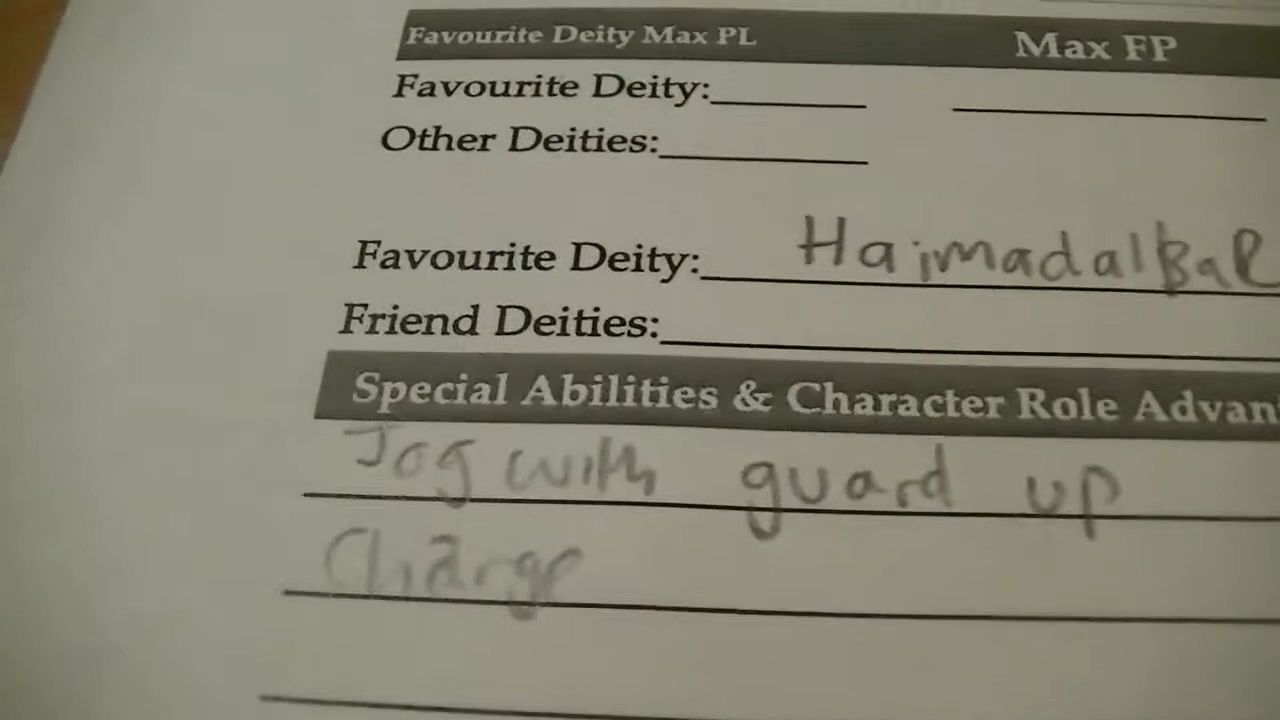 Favourite Deity Max PL Max FP
Favourite Deity:
Other Deities:
Favourite Deity: HaimadalBal
Friend Deities:
Special Abilities & Character Role Advan
Jog with guard up
Charge